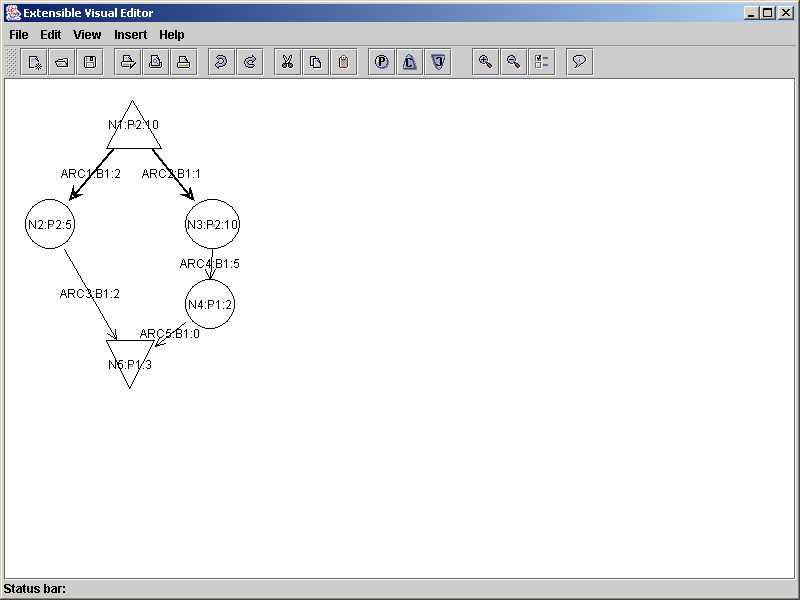 Extensible Visual Editor
File Edit View Insert Help
P C C
N1:P2:10
ARC1:B1:2 ARC2:B1:1
N2:P2:5 N3:P2:10
ARC4:B1:5
ARC3:B1:2
N4:P1:2
ARC5:B1:0
N5:P1:3
Status bar: